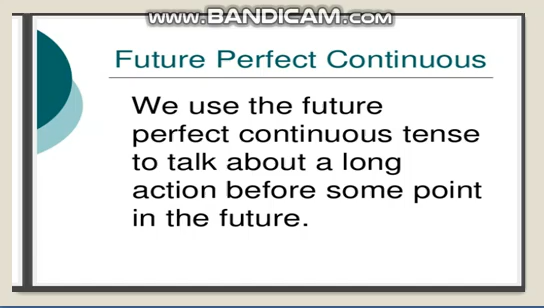 www.BANDICAM.com
Future Perfect Continuous
We use the future
perfect continuous tense
to talk about a long
action before some point
in the future.